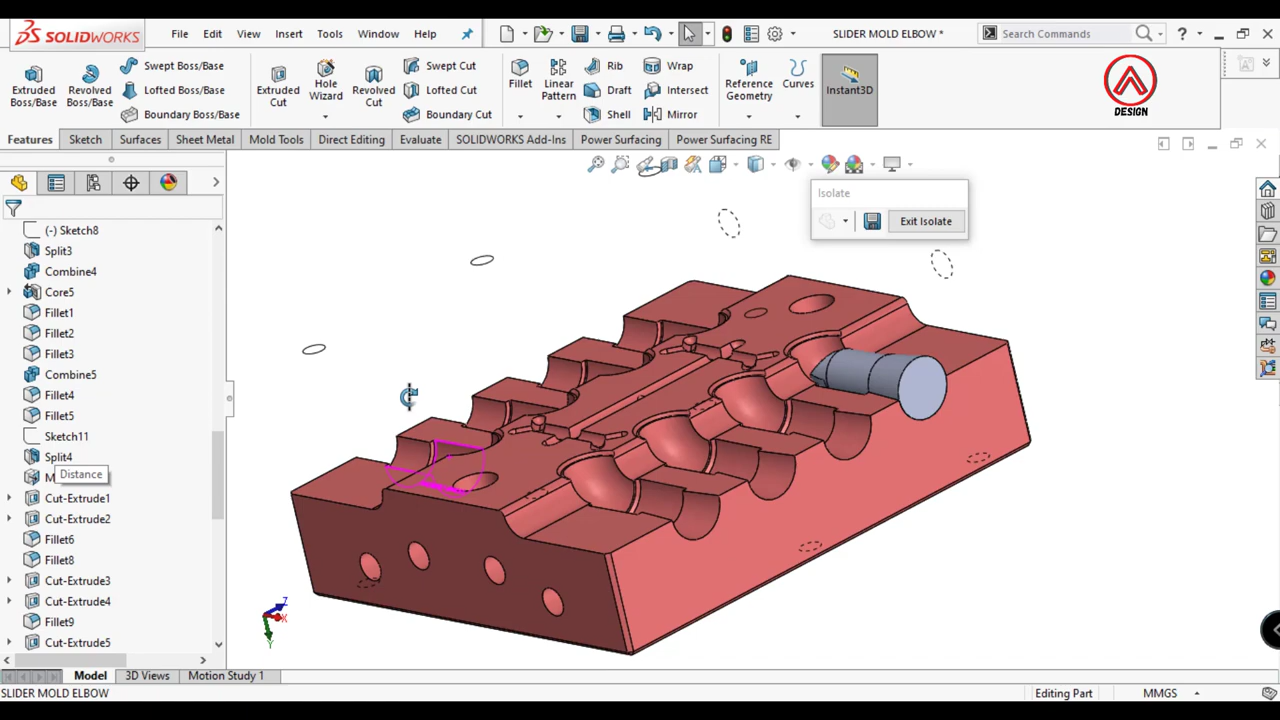 SOLIDWORKS File Edit View Insert Tools Window Help SLIDER MOLD ELBOW * Search Commands ?
Extruded Boss/Base Revolved Boss/Base Swept Boss/Base Lofted Boss/Base Boundary Boss/Base Extruded Cut Hole Wizard Revolved Cut Swept Cut Lofted Cut Boundary Cut Fillet Linear Pattern Rib Draft Shell Wrap Intersect Mirror Reference Geometry Curves Instant3D
DESIGN
Features Sketch Surfaces Sheet Metal Mold Tools Direct Editing Evaluate SOLIDWORKS Add-Ins Power Surfacing Power Surfacing RE
Isolate
Exit Isolate
(-) Sketch8
Split3
Combine4
Core5
Fillet1
Fillet2
Fillet3
Combine5
Fillet4
Fillet5
Sketch11
Split4
Distance
M
Cut-Extrude1
Cut-Extrude2
Fillet6
Fillet8
Cut-Extrude3
Cut-Extrude4
Fillet9
Cut-Extrude5
Z
X
Y
Model 3D Views Motion Study 1
SLIDER MOLD ELBOW Editing Part MMGS